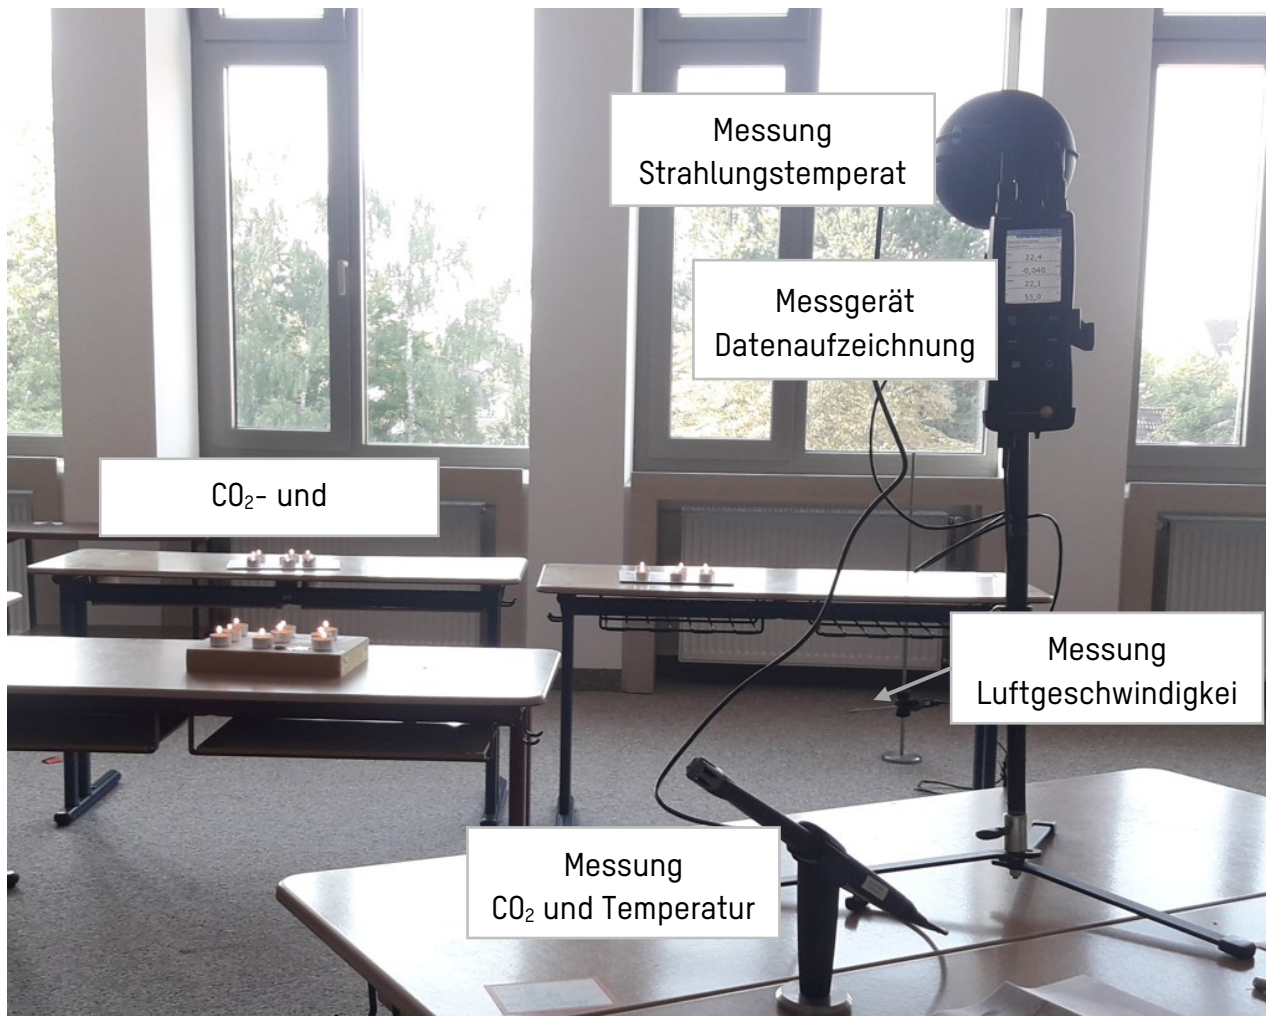 Messung
Strahlungstemperat
22,4
-0,040
22,1
55,0
Messgerät
Datenaufzeichnung
CO₂- und
Messung
Luftgeschwindigkei
Messung
CO₂ und Temperatur